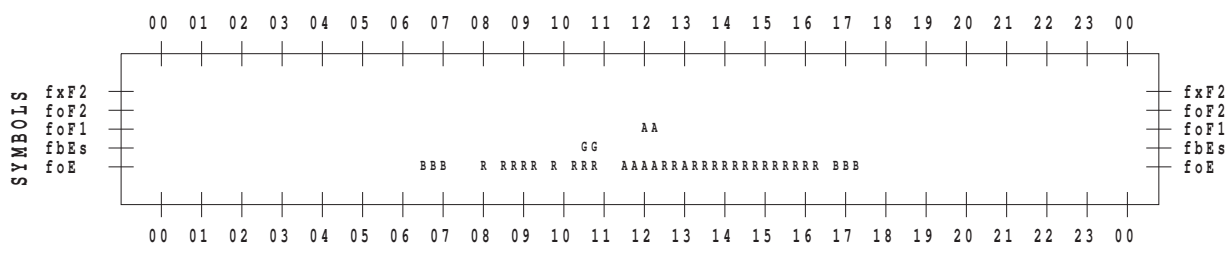 00 01 02 03 04 05 06 07 08 09 10 11 12 13 14 15 16 17 18 19 20 21 22 23 00
SYMBOLS
fxF2 fxF2
foF2 foF2
foF1 AA foF1
fbEs GG fbEs
foE BBB R RRRR R RRR AAAARRARRRRRRRRRRRRR BBB foE
00 01 02 03 04 05 06 07 08 09 10 11 12 13 14 15 16 17 18 19 20 21 22 23 00